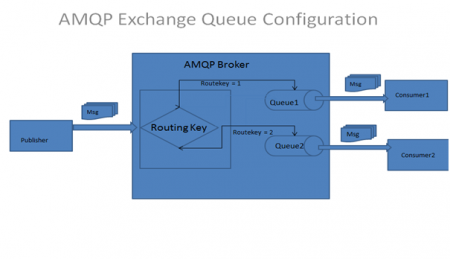 AMQP Exchange Queue Configuration
AMQP Broker
Routekey = 1
Msg
Queue1
Consumer1
Msg
Publisher
Routing Key
Routekey = 2
Msg
Queue2
Consumer2